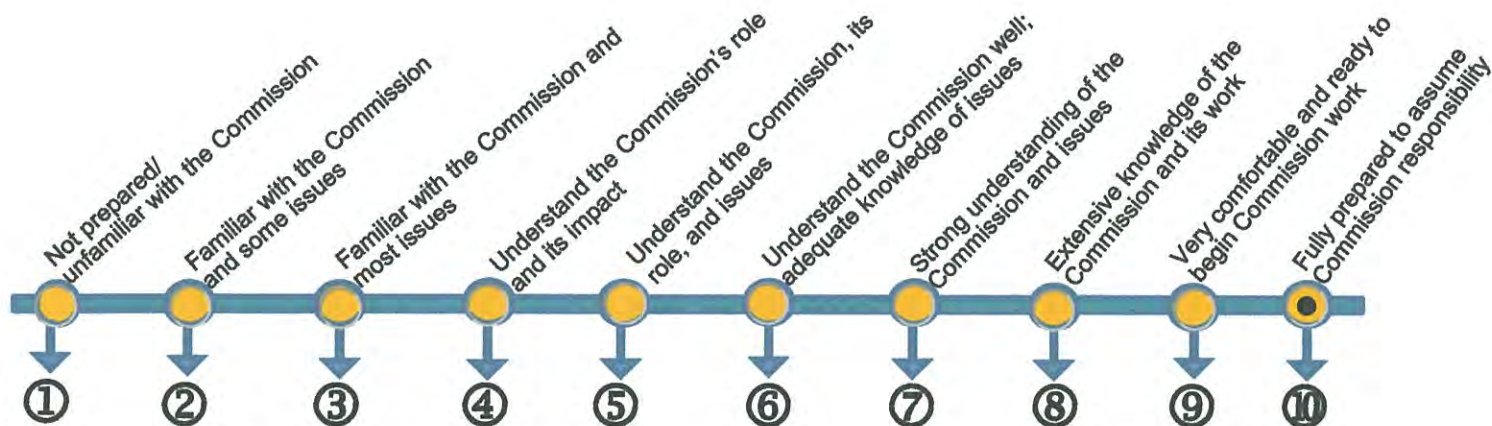 Not prepared/
unfamiliar with the Commission
Familiar with the Commission
and some issues
Familiar with the Commission and
most issues
Understand the Commission's role
and its impact
Understand the Commission, its
role, and issues
Understand the Commission well;
adequate knowledge of issues
Strong understanding of the
Commission and issues
Extensive knowledge of the
Commission and its work
Very comfortable and ready to
begin Commission work
Fully prepared to assume
Commission responsibility
① ② ③ ④ ⑤ ⑥ ⑦ ⑧ ⑨ ⑩